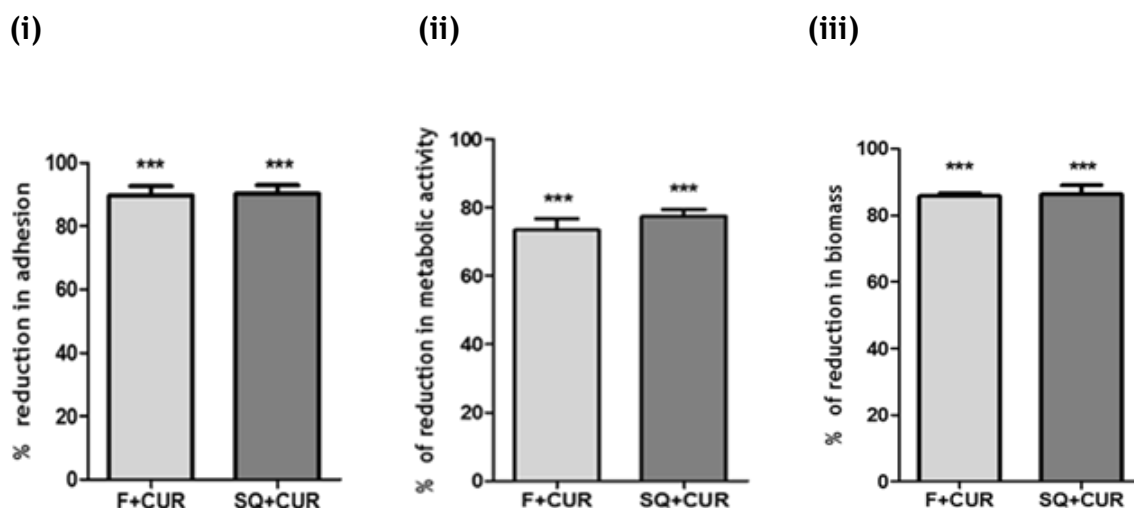 (i)
(ii)
(iii)
% reduction in adhesion
100
80
60
40
20
0
***
***
F+CUR
SQ+CUR
% of reduction in metabolic activity
100
80
60
40
20
0
***
***
F+CUR
SQ+CUR
% of reduction in biomass
100
80
60
40
20
0
***
***
F+CUR
SQ+CUR